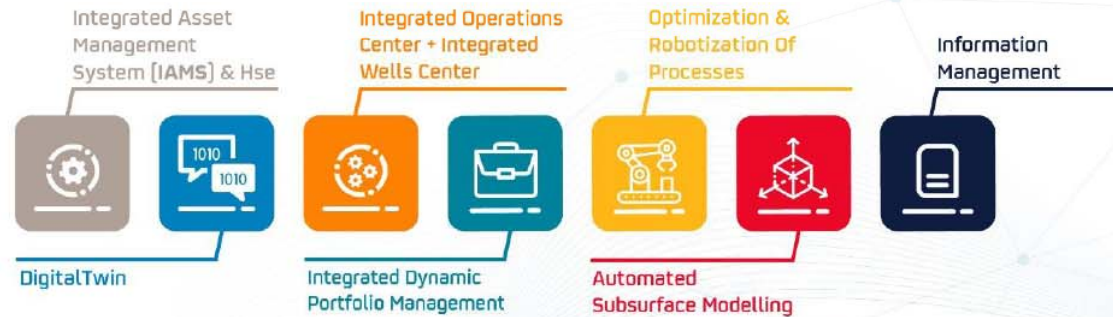 Integrated Asset
Management
System (IAMS) & Hse
Integrated Operations
Center + Integrated
Wells Center
Optimization &
Robotization Of
Processes
Information
Management
1010
1010
DigitalTwin
Integrated Dynamic
Portfolio Management
Automated
Subsurface Modelling